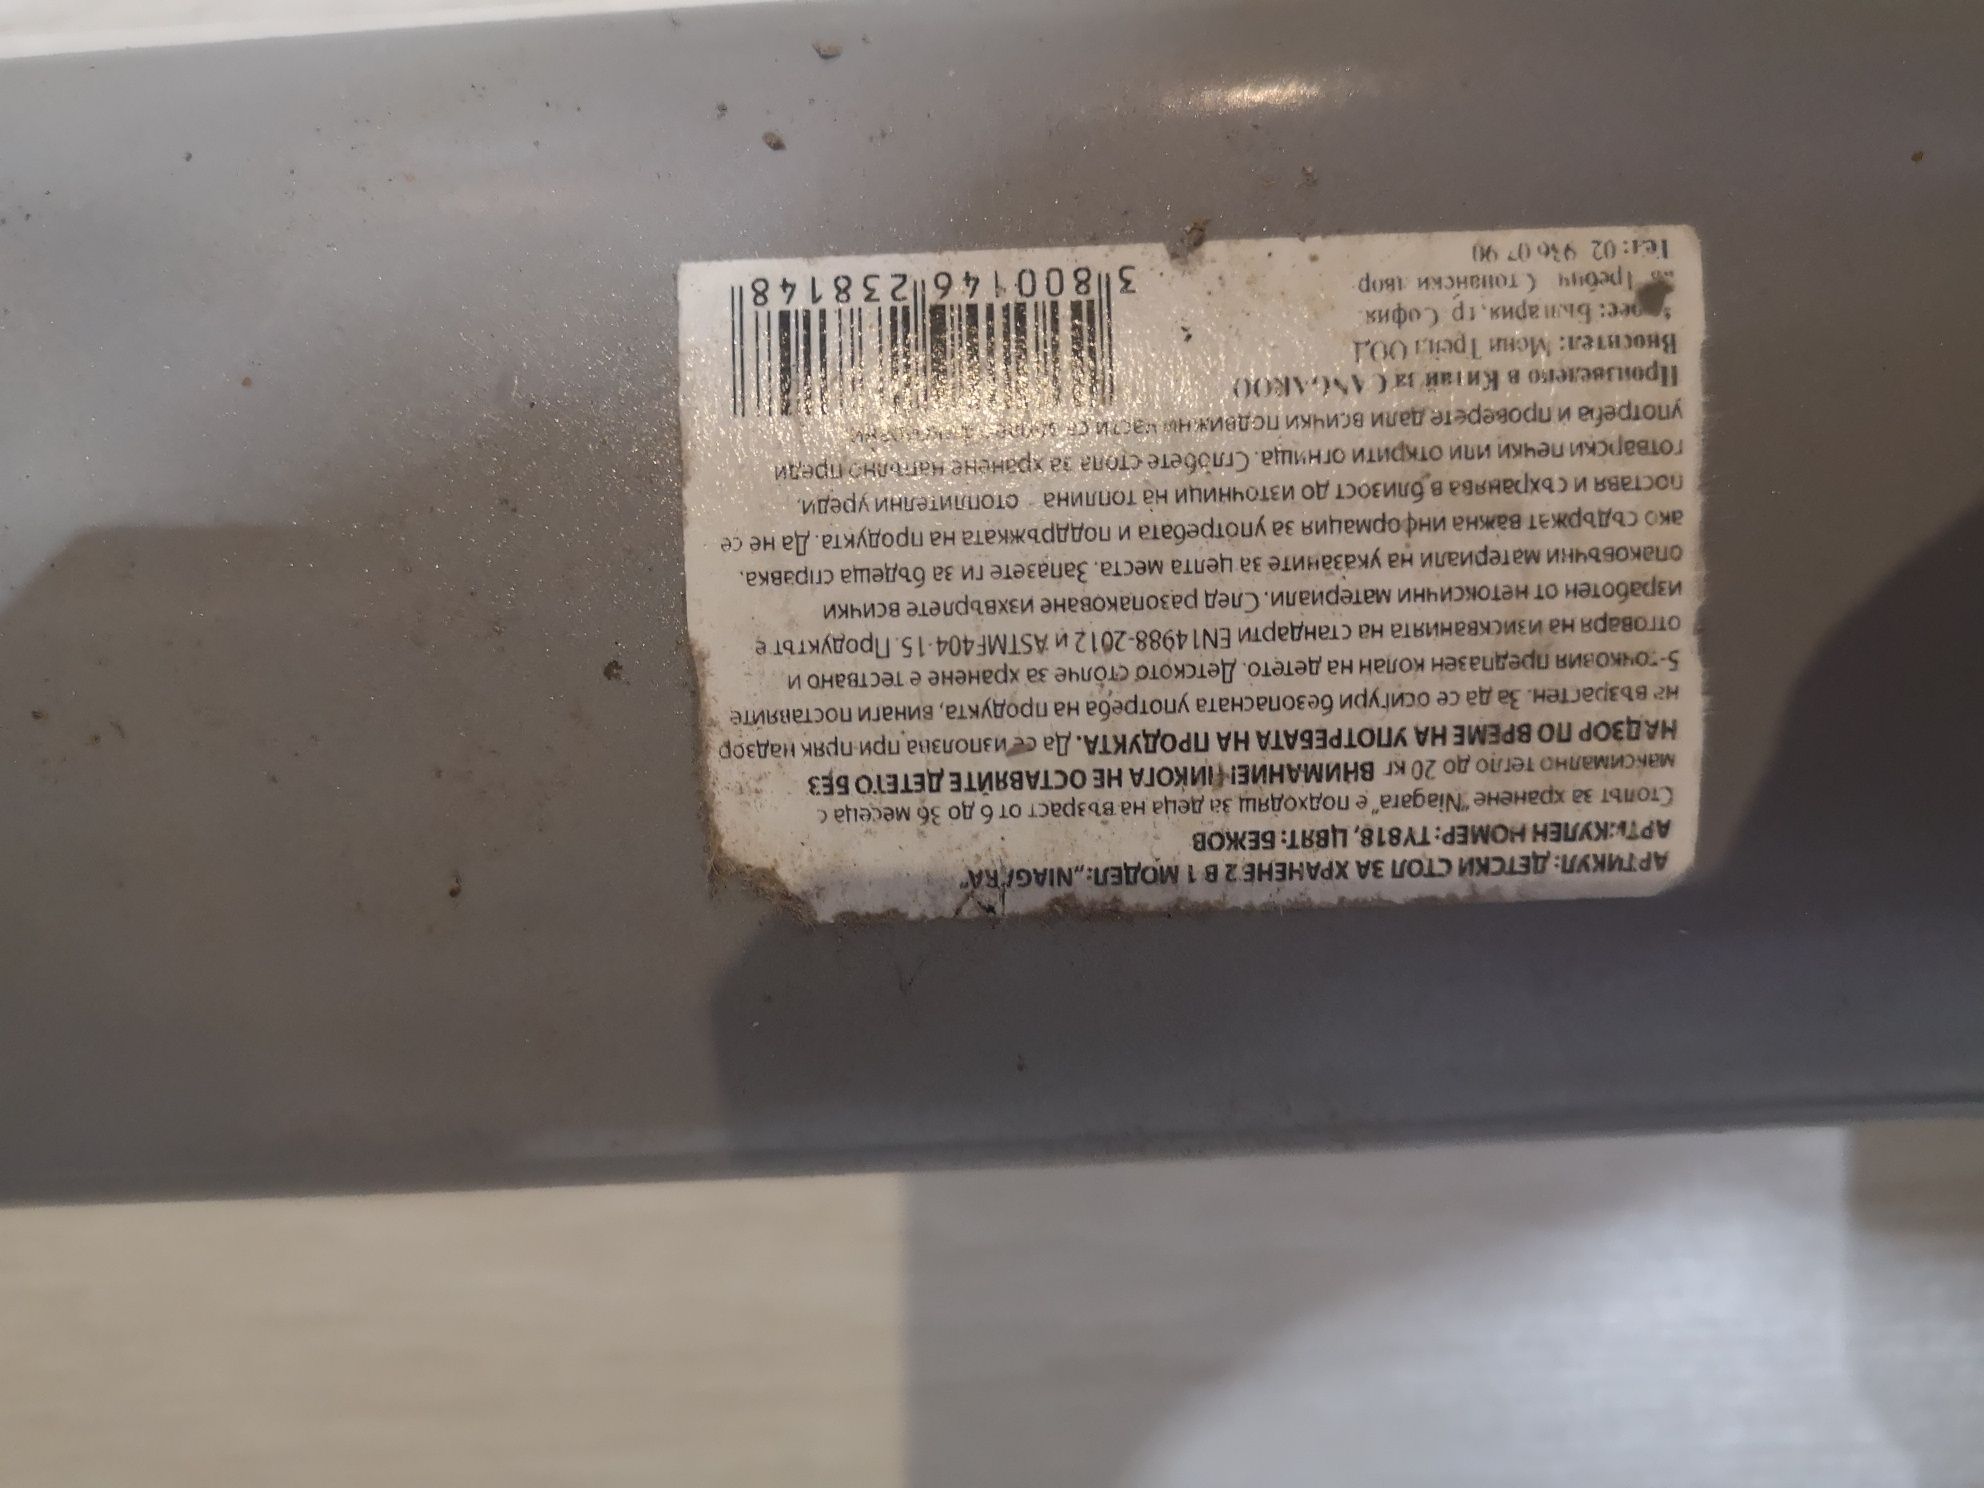 АРТИКУЛ: ДЕТСКИ СТОЛ ЗА ХРАНЕНЕ 2 В 1 МОДЕЛ: „NIAGARA“
АРТИКУЛЕН НОМЕР: TY818, ЦВЯТ: БЕЖОВ
Столът за хранене "Niagara" е подходящ за деца на възраст от 6 до 36 месеца с
максимално тегло до 20 кг ВНИМАНИЕ! НИКОГА НЕ ОСТАВЯЙТЕ ДЕТЕТО БЕЗ
НАДЗОР ПО ВРЕМЕ НА УПОТРЕБАТА НА ПРОДУКТА. Да се използва при пряк надзор
на възрастен. За да се осигури безопасната употреба на продукта, винаги поставяйте
5-точковия предпазен колан на детето. Детското столче за хранене е тествано и
отговаря на изискванията на стандарти EN14988-2012 и ASTMF404-15. Продуктът е
изработен от нетоксични материали. След разопаковане изхвърлете всички
опаковъчни материали на указаните за целта места. Запазете ги за бъдеща справка,
ако съдържат важна информация за употребата и поддръжката на продукта. Да не се
поставя и съхранява в близост до източници на топлина - отоплителни уреди,
готварски печки или открити огнища. Сглобете стола за хранене напълно преди
употреба и проверете дали всички подвижни части са
Произведено в Китай за CANGAROO
Вносител: Мони Трейд ООД
Адрес: България, гр. София
кв. Требич Стопански двор
Тел: 02 936 07 90
3 800146 238148